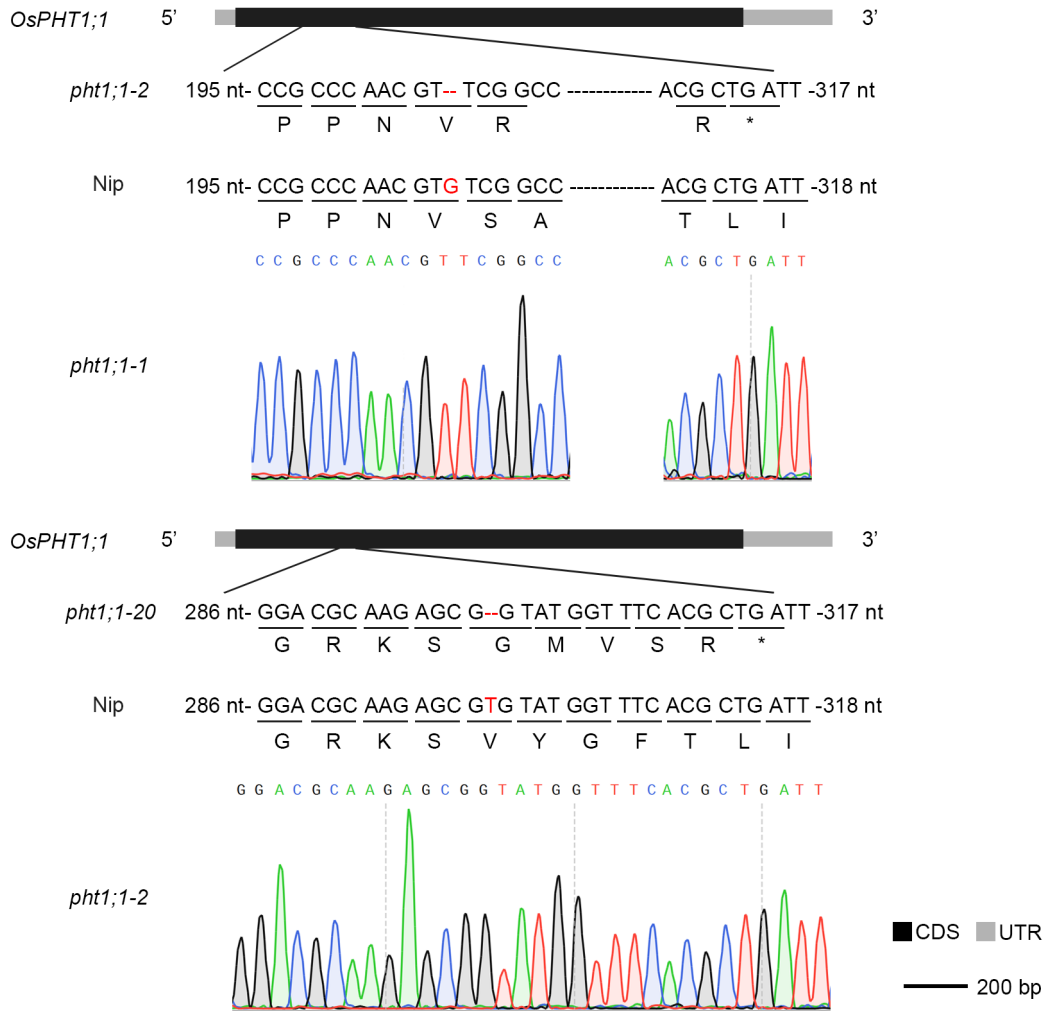 OsPHT1;1 5’ 3’
pht1;1-2 195 nt- CCG CCC AAC GT-- TCG GCC ------------ ACG CTG ATT -317 nt
P P N V R R *
Nip 195 nt- CCG CCC AAC GTG TCG GCC ------------ ACG CTG ATT -318 nt
P P N V S A T L I
C C G C C C A A C G T T C G G C C A C G C T G A T T
pht1;1-1
OsPHT1;1 5’ 3’
pht1;1-20 286 nt- GGA CGC AAG AGC G--G TAT GGT TTC ACG CTG ATT -317 nt
G R K S G M V S R *
Nip 286 nt- GGA CGC AAG AGC GTG TAT GGT TTC ACG CTG ATT -318 nt
G R K S V Y G F T L I
G G A C G C A A G A G C G G T A T G G T T T C A C G C T G A T T
pht1;1-2
CDS UTR
200 bp